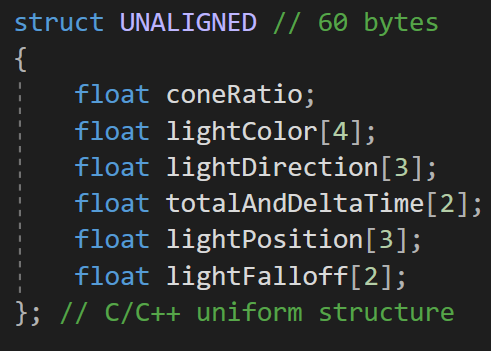 struct UNALIGNED // 60 bytes
{
float coneRatio;
float lightColor[4];
float lightDirection[3];
float totalAndDeltaTime[2];
float lightPosition[3];
float lightFalloff[2];
}; // C/C++ uniform structure